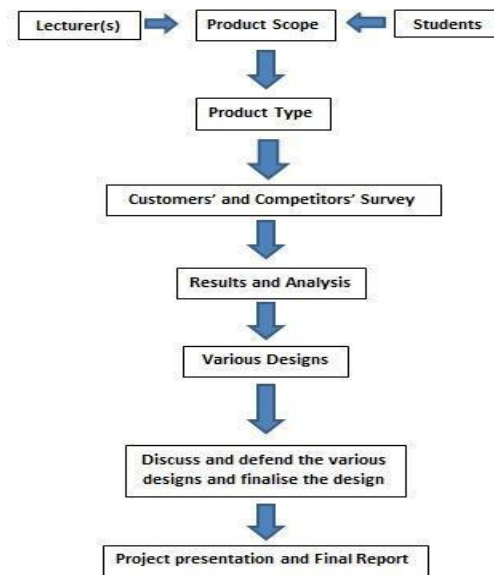 Lecturer(s)
Product Scope
Students
Product Type
Customers' and Competitors' Survey
Results and Analysis
Various Designs
Discuss and defend the various
designs and finalise the design
Project presentation and Final Report